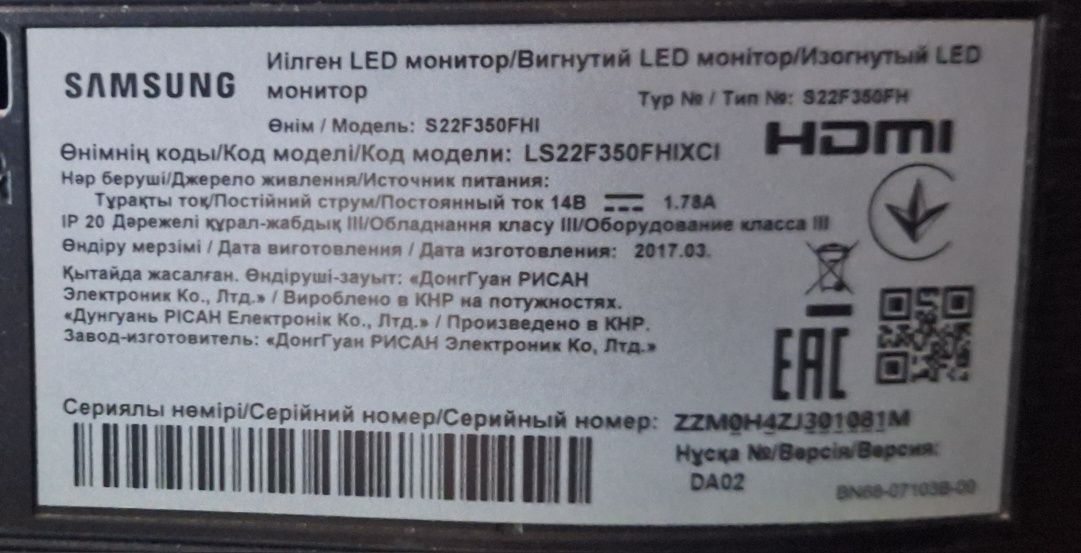 SAMSUNG
Иілген LED монитор/Вигнутий LED монітор/Изогнутый LED
монитор
Түр № / Тип №: S22F350FH
Өнім / Модель: S22F350FHI
HDMI
Өнімнің коды/Код моделі/Код модели: LS22F350FHIXCI
Нәр беруші/Джерело живлення/Источник питания:
Тұрақты ток/Постійний струм/Постоянный ток 14В 1.78A
IP 20 Дәрежелі құрал-жабдық III/Обладнання класу III/Оборудование класса III
Өндіру мерзімі / Дата виготовлення / Дата изготовления: 2017.03.
Қытайда жасалған. Өндіруші-зауыт: «ДонгГуан РИСАН
Электроник Ко., Лтд.» / Вироблено в КНР на потужностях.
«Дунгуань РІСАН Електронік Ко., Лтд.» / Произведено в КНР.
Завод-изготовитель: «ДонгГуан РИСАН Электроник Ко, Лтд.»
EAC
Сериялы немірі/Серійний номер/Серийный номер: ZZM0H4ZJ301081M
Нұсқа №/Версія/Версия:
DA02
BN68-07103B-00